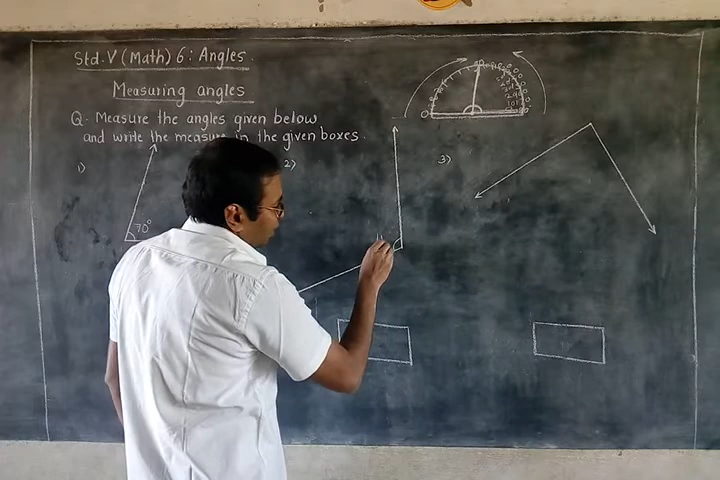 Std. V (Math) 6: Angles.
Measuring angles
Q. Measure the angles given below
and write the measure in the given boxes.
1)
2)
3)
70°